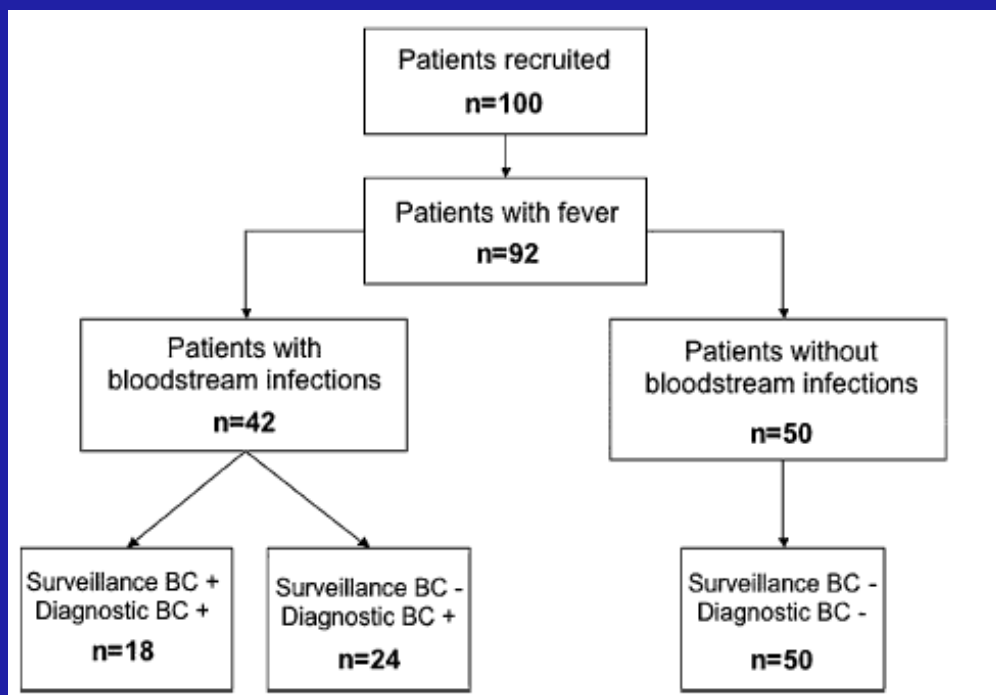 Patients recruited
n=100
Patients with fever
n=92
Patients with
bloodstream infections
n=42
Patients without
bloodstream infections
n=50
Surveillance BC +
Diagnostic BC +
n=18
Surveillance BC -
Diagnostic BC +
n=24
Surveillance BC -
Diagnostic BC -
n=50